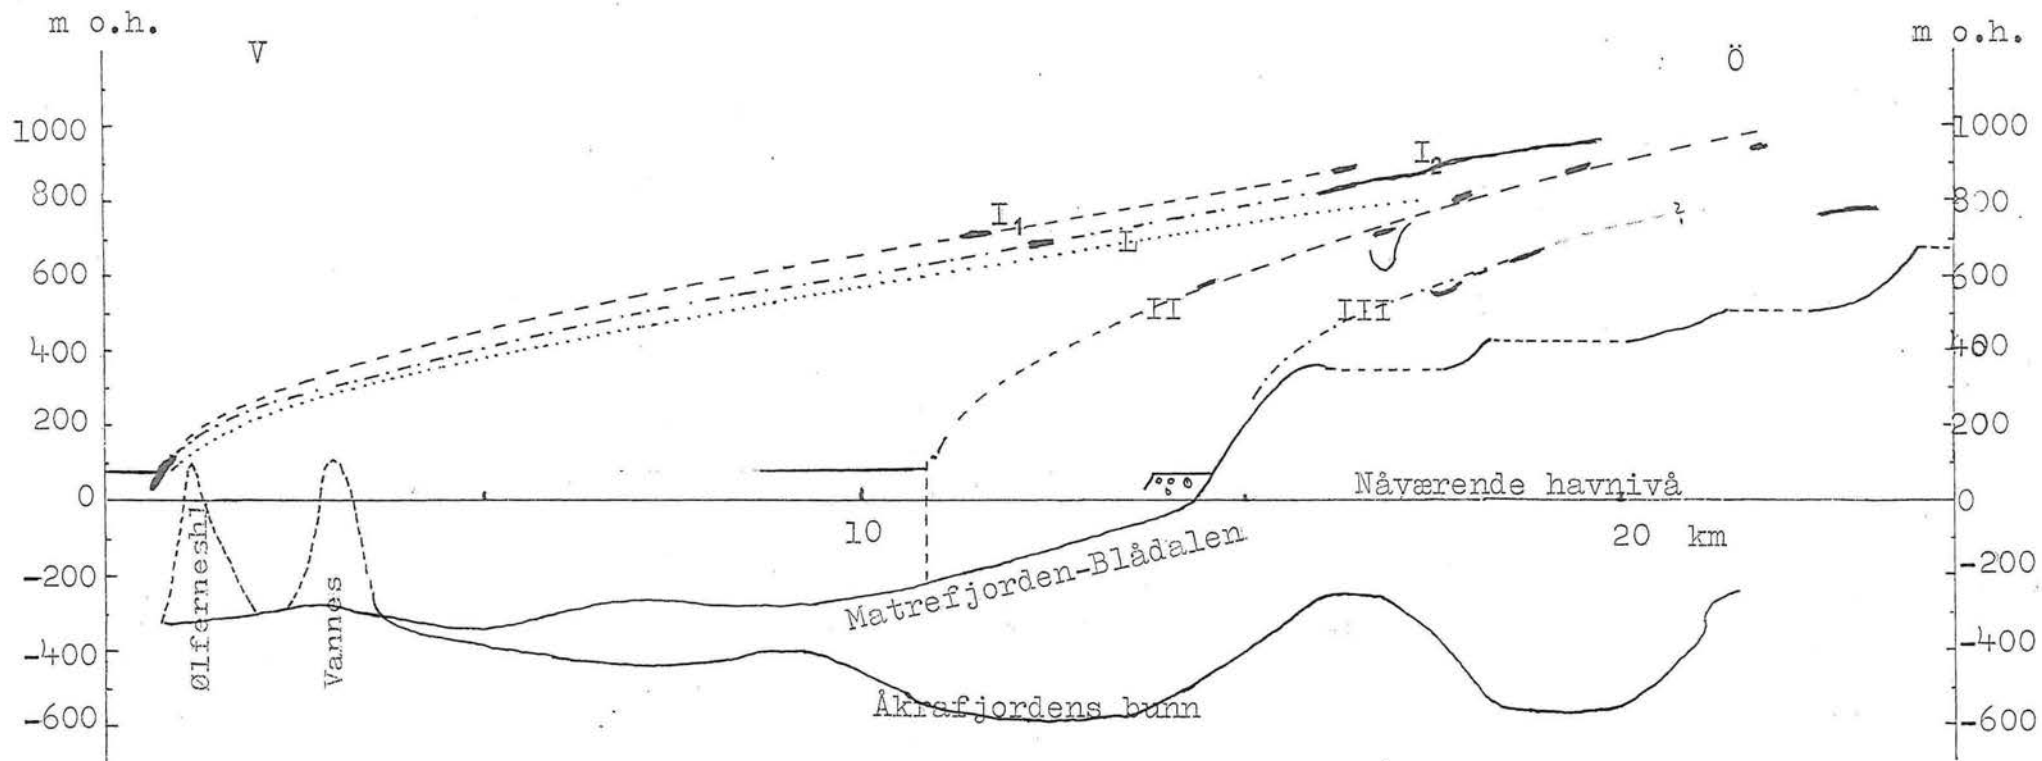 m o.h.
m o.h.
V
Ö
1000
1000
I₂
800
800
I₁
L
?
600
600
II
III
400
400
200
200
0
Nåværende havnivå
0
10
20 km
Matrefjorden-Blådalen
-200
-200
Ølferneshl
Vannes
-400
-400
Åkrafjordens bunn
-600
-600